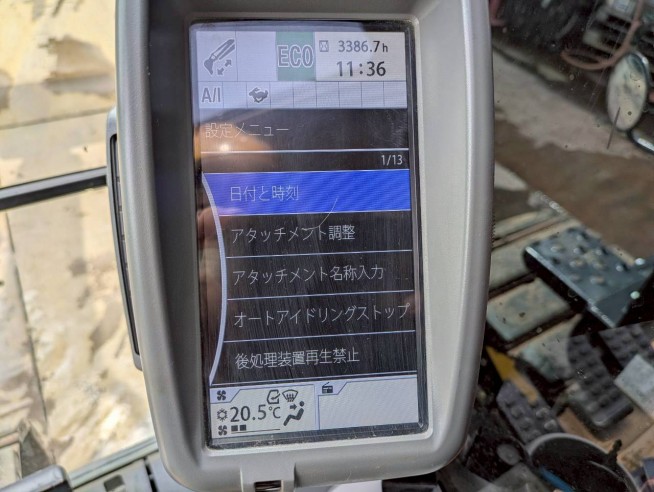 ECO
3386.7h
11:36
A/I
設定メニュー
1/13
日付と時刻
アタッチメント調整
アタッチメント名称入力
オートアイドリングストップ
後処理装置再生禁止
20.5℃